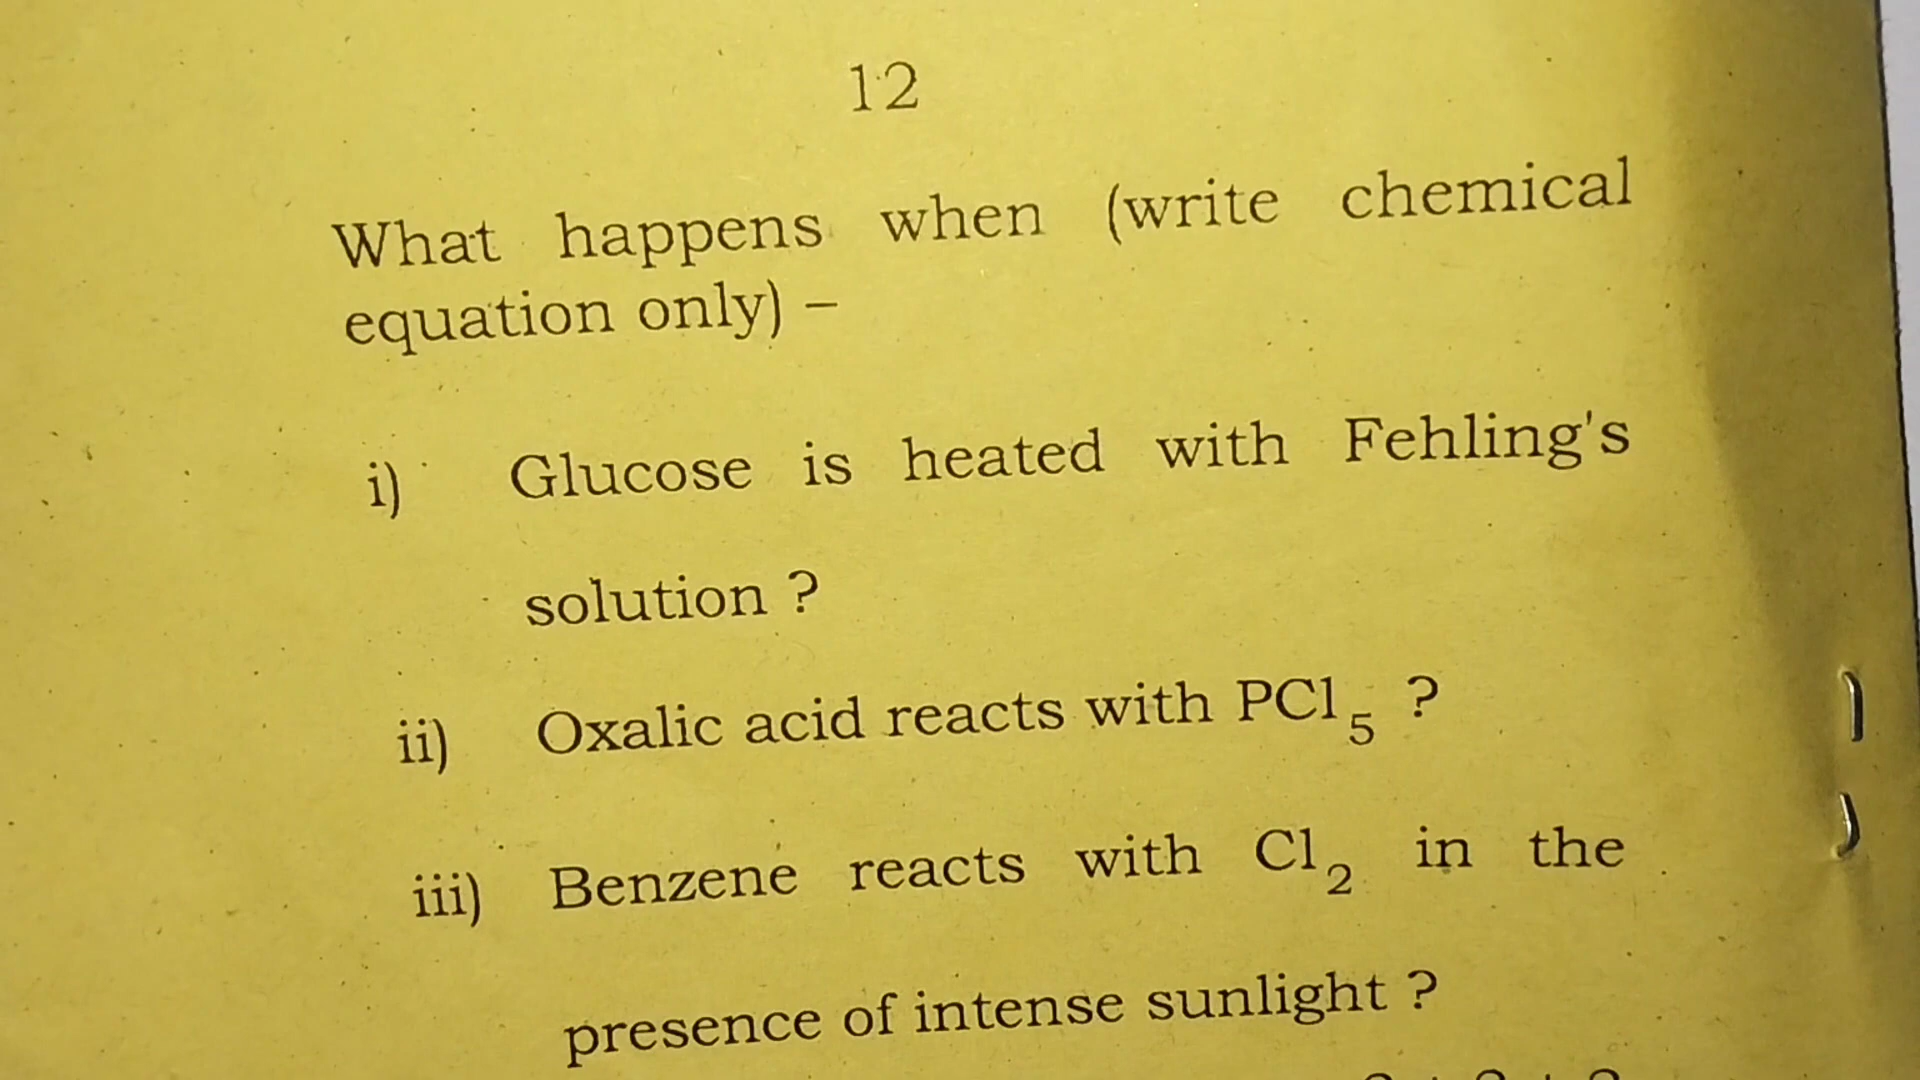 12
What happens when (write chemical
equation only) –
i) Glucose is heated with Fehling's
solution ?
ii) Oxalic acid reacts with PCl₅ ?
iii) Benzene reacts with Cl₂ in the
presence of intense sunlight ?